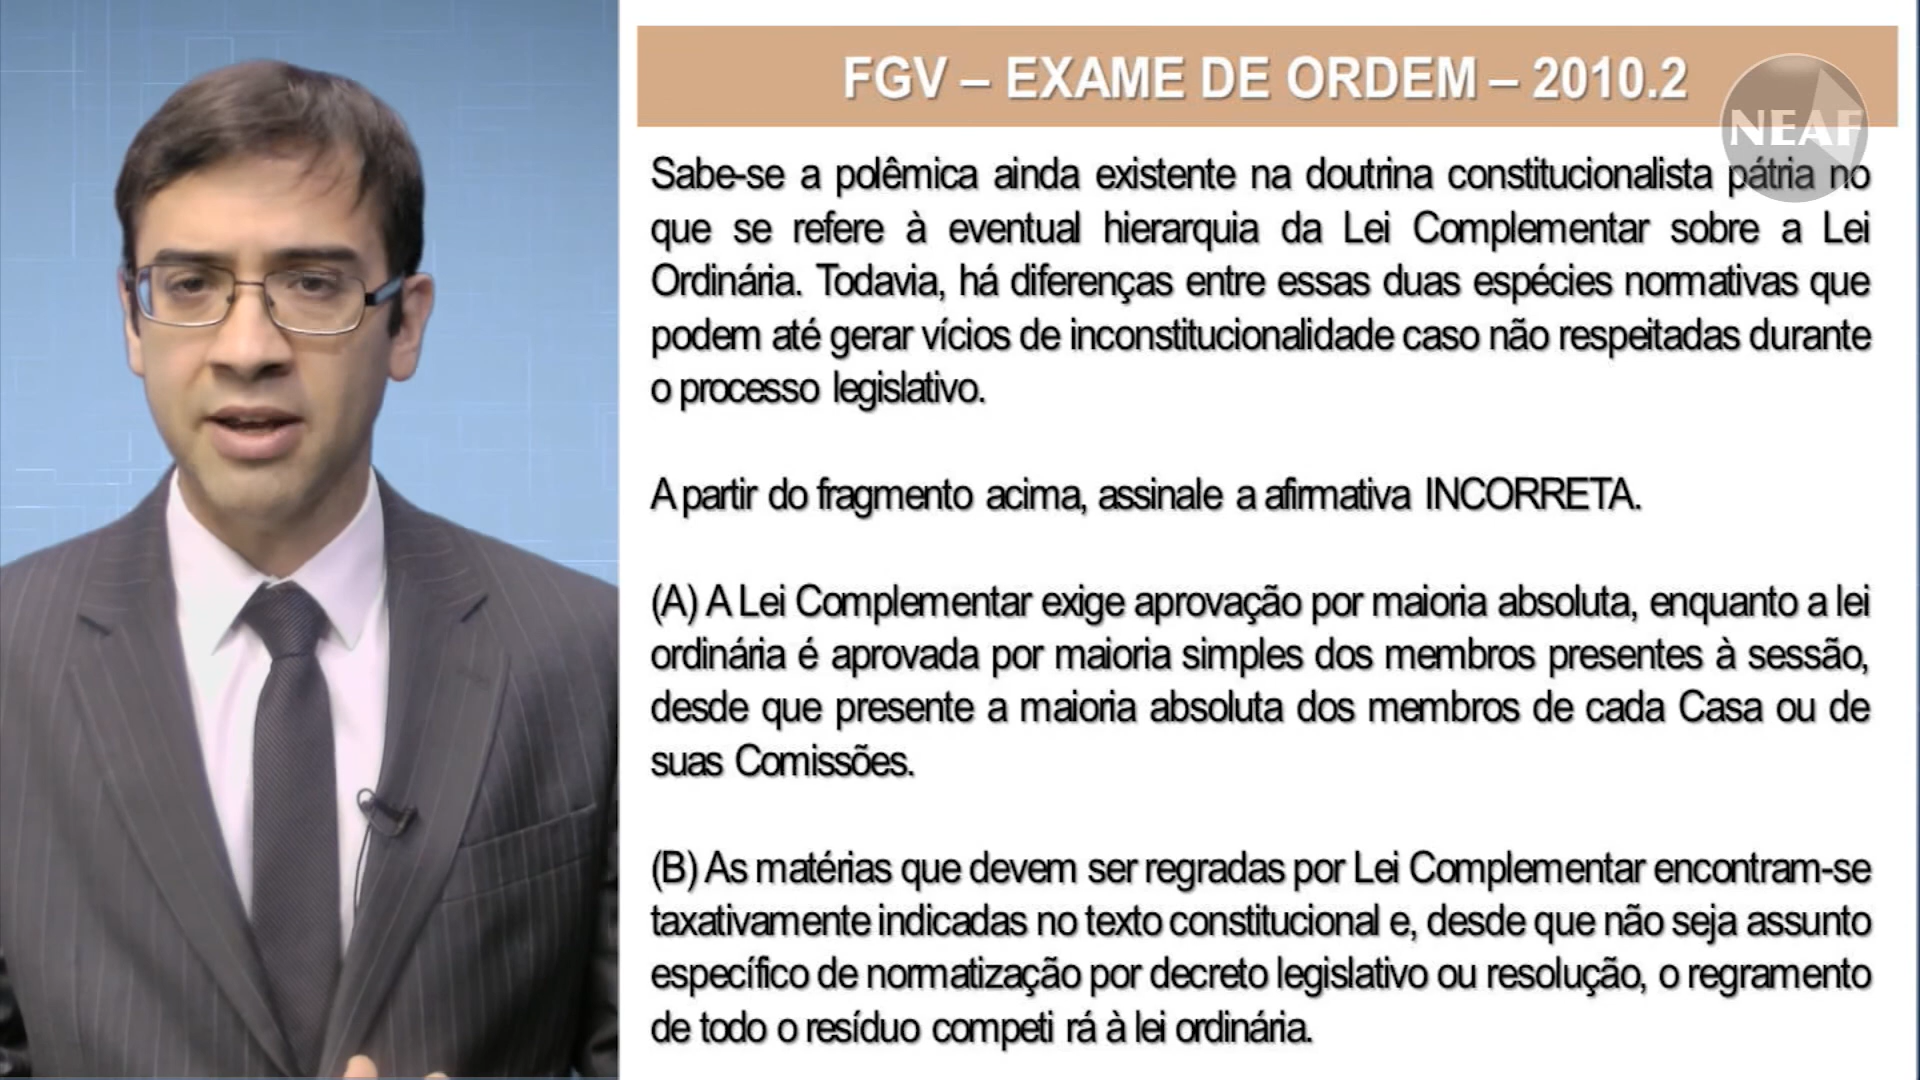 FGV – EXAME DE ORDEM – 2010.2
NEAF
Sabe-se a polêmica ainda existente na doutrina constitucionalista pátria no
que se refere à eventual hierarquia da Lei Complementar sobre a Lei
Ordinária. Todavia, há diferenças entre essas duas espécies normativas que
podem até gerar vícios de inconstitucionalidade caso não respeitadas durante
o processo legislativo.
A partir do fragmento acima, assinale a afirmativa INCORRETA.
(A) A Lei Complementar exige aprovação por maioria absoluta, enquanto a lei
ordinária é aprovada por maioria simples dos membros presentes à sessão,
desde que presente a maioria absoluta dos membros de cada Casa ou de
suas Comissões.
(B) As matérias que devem ser regradas por Lei Complementar encontram-se
taxativamente indicadas no texto constitucional e, desde que não seja assunto
específico de normatização por decreto legislativo ou resolução, o regramento
de todo o resíduo competi rá à lei ordinária.